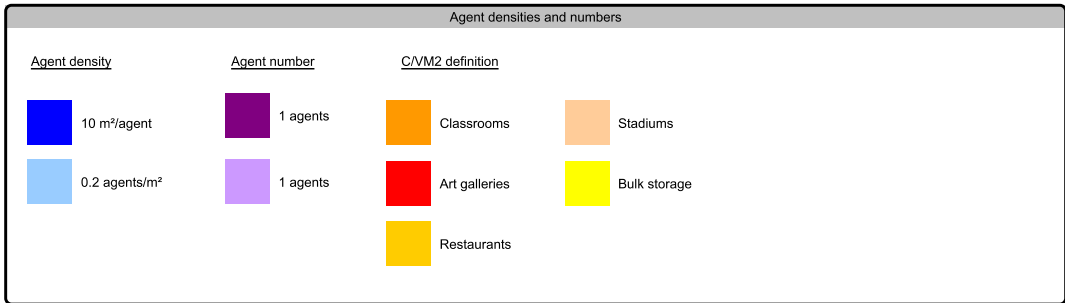 Agent densities and numbers
Agent density
10 m²/agent
0.2 agents/m²
Agent number
1 agents
1 agents
C/VM2 definition
Classrooms
Art galleries
Restaurants
Stadiums
Bulk storage